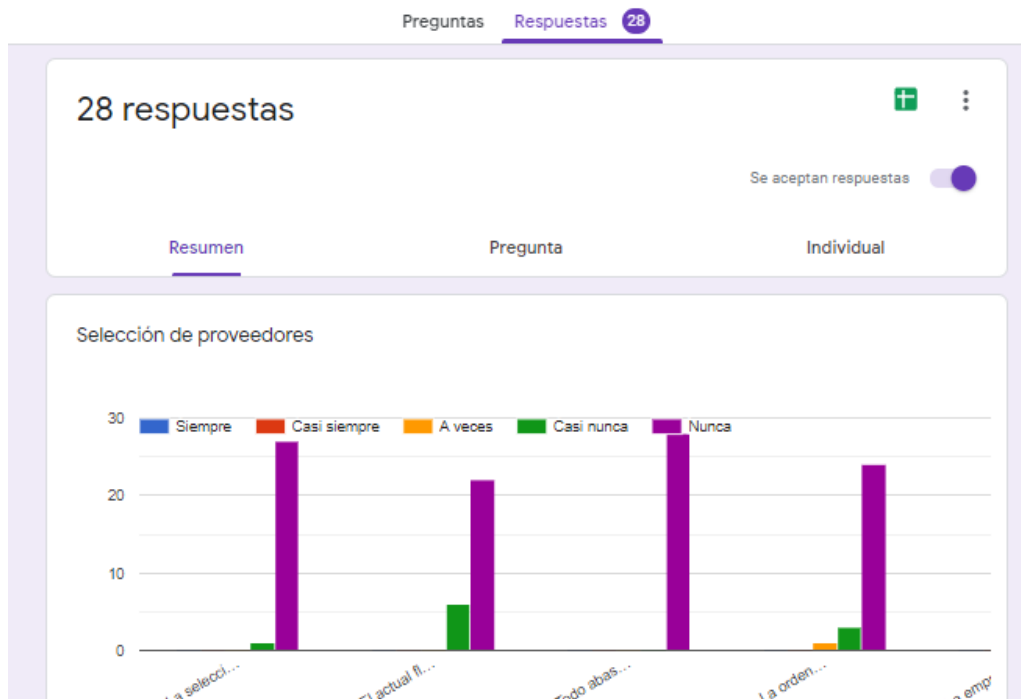 Preguntas Respuestas 28
28 respuestas
Se aceptan respuestas
Resumen Pregunta Individual
Selección de proveedores
30 Siempre Casi siempre A veces Casi nunca Nunca
20
10
0
La selecci... El actual fl... Todo abas... La orden...